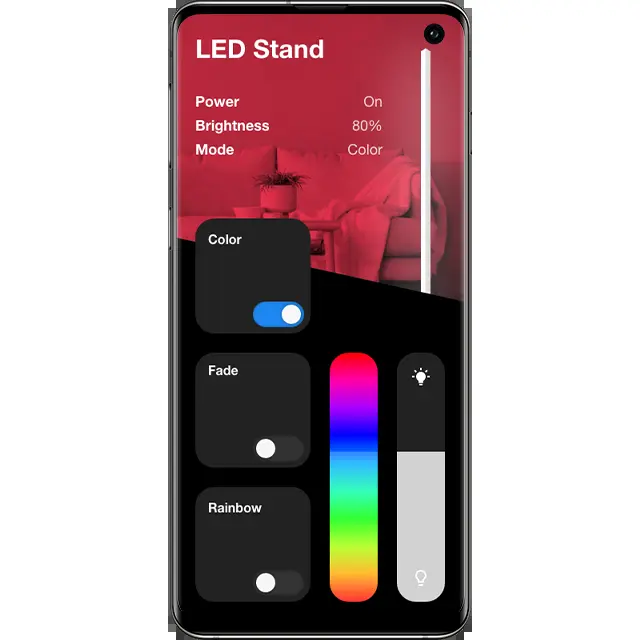 LED Stand
Power On
Brightness 80%
Mode Color
Color
Fade
Rainbow